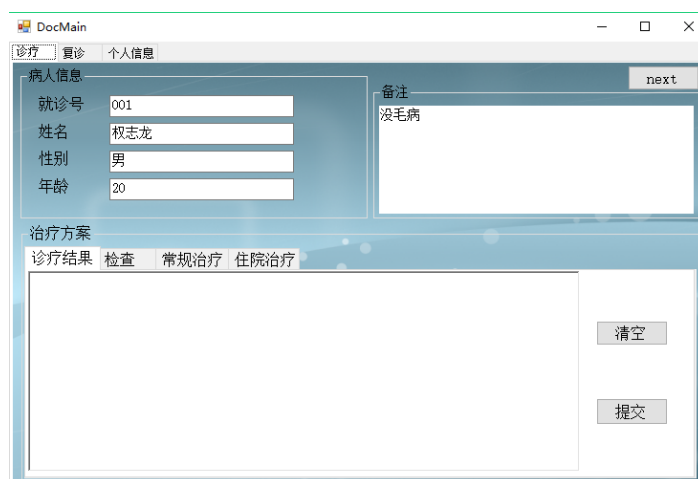 DocMain
诊疗 复诊 个人信息
病人信息
next
备注
就诊号 001
没毛病
姓名 权志龙
性别 男
年龄 20
治疗方案
诊疗结果 检查 常规治疗 住院治疗
清空
提交